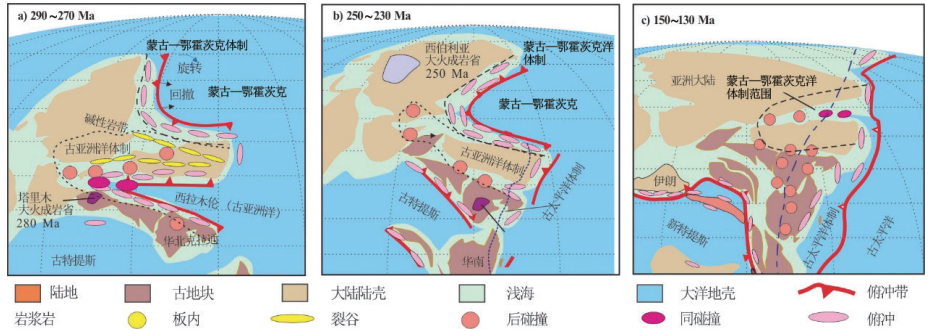 a) 290～270 Ma
蒙古—鄂霍茨克体制
旋转
蒙古—鄂霍茨克
回撤
碱性岩带
古亚洲洋体制
塔里木
大火成岩省
280 Ma
西拉木伦（古亚洲洋）
华北克拉通
古特提斯
b) 250～230 Ma
西伯利亚
大火成岩省
250 Ma
蒙古—鄂霍茨克洋
体制
蒙古—鄂霍茨克
古亚洲洋体制
古特提斯
古太平洋体制
华南
c) 150～130 Ma
亚洲大陆
蒙古—鄂霍茨克洋
体制范围
伊朗
新特提斯
古太平洋体制
古太平洋
陆地
古地块
大陆陆壳
浅海
大洋地壳
俯冲带
岩浆岩
板内
裂谷
后碰撞
同碰撞
俯冲